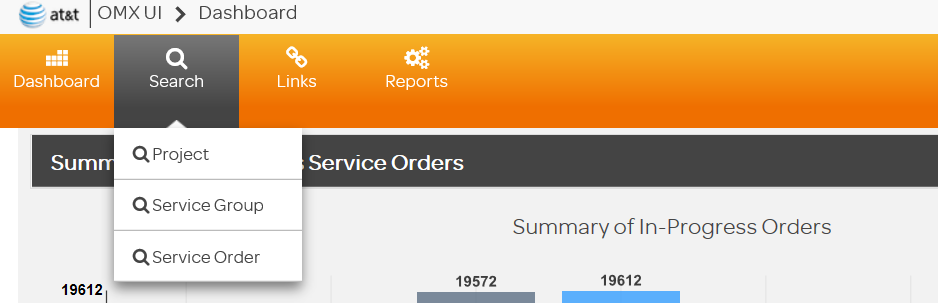 at&t OMX UI > Dashboard
Dashboard Search Links Reports
Project
Summ s Service Orders
Service Group
Summary of In-Progress Orders
Service Order
19572 19612
19612